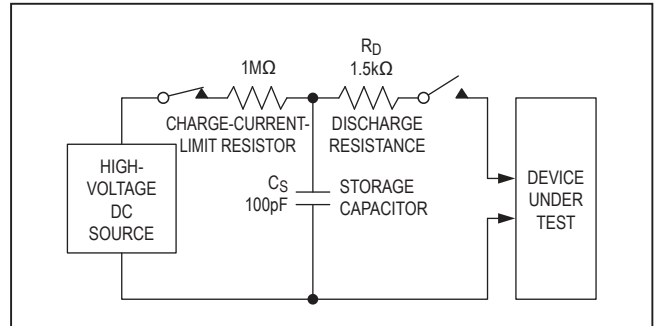 1MΩ
R_D
1.5kΩ
CHARGE-CURRENT-
LIMIT RESISTOR
DISCHARGE
RESISTANCE
HIGH-
VOLTAGE
DC
SOURCE
C_S
100pF
STORAGE
CAPACITOR
DEVICE
UNDER
TEST